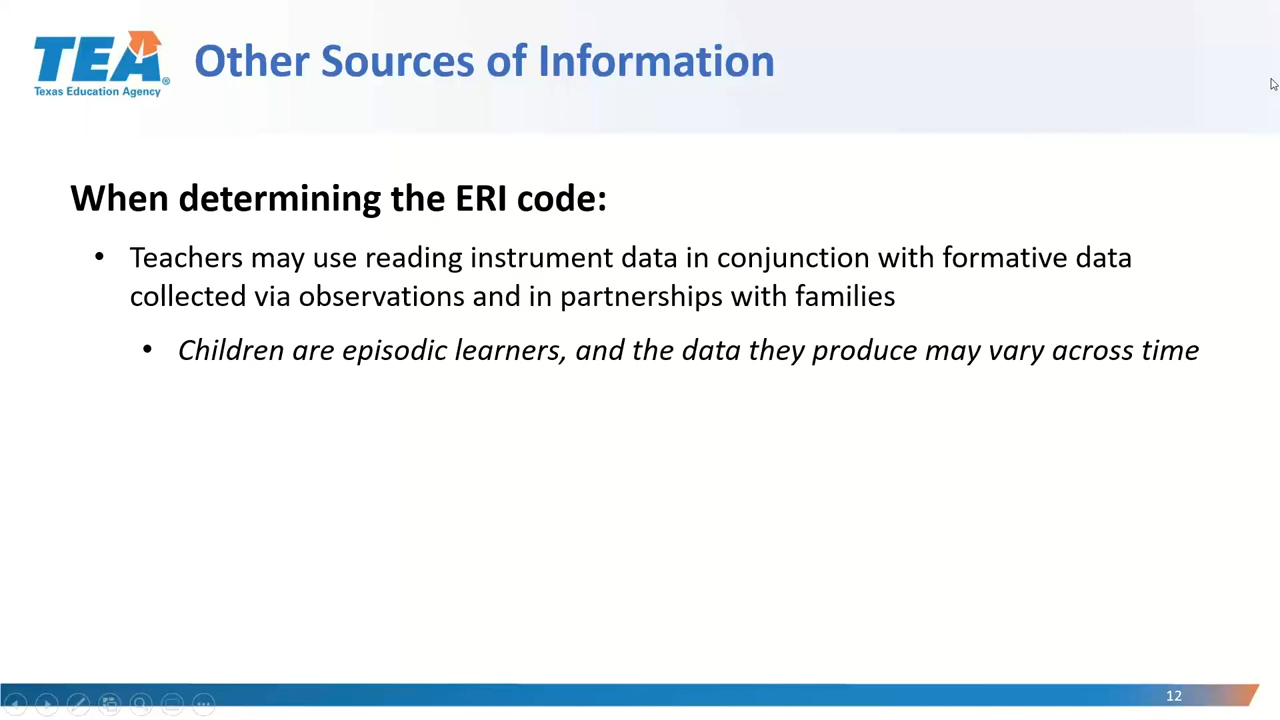 TEA®
Texas Education Agency
Other Sources of Information
When determining the ERI code:
• Teachers may use reading instrument data in conjunction with formative data
collected via observations and in partnerships with families
• Children are episodic learners, and the data they produce may vary across time
12